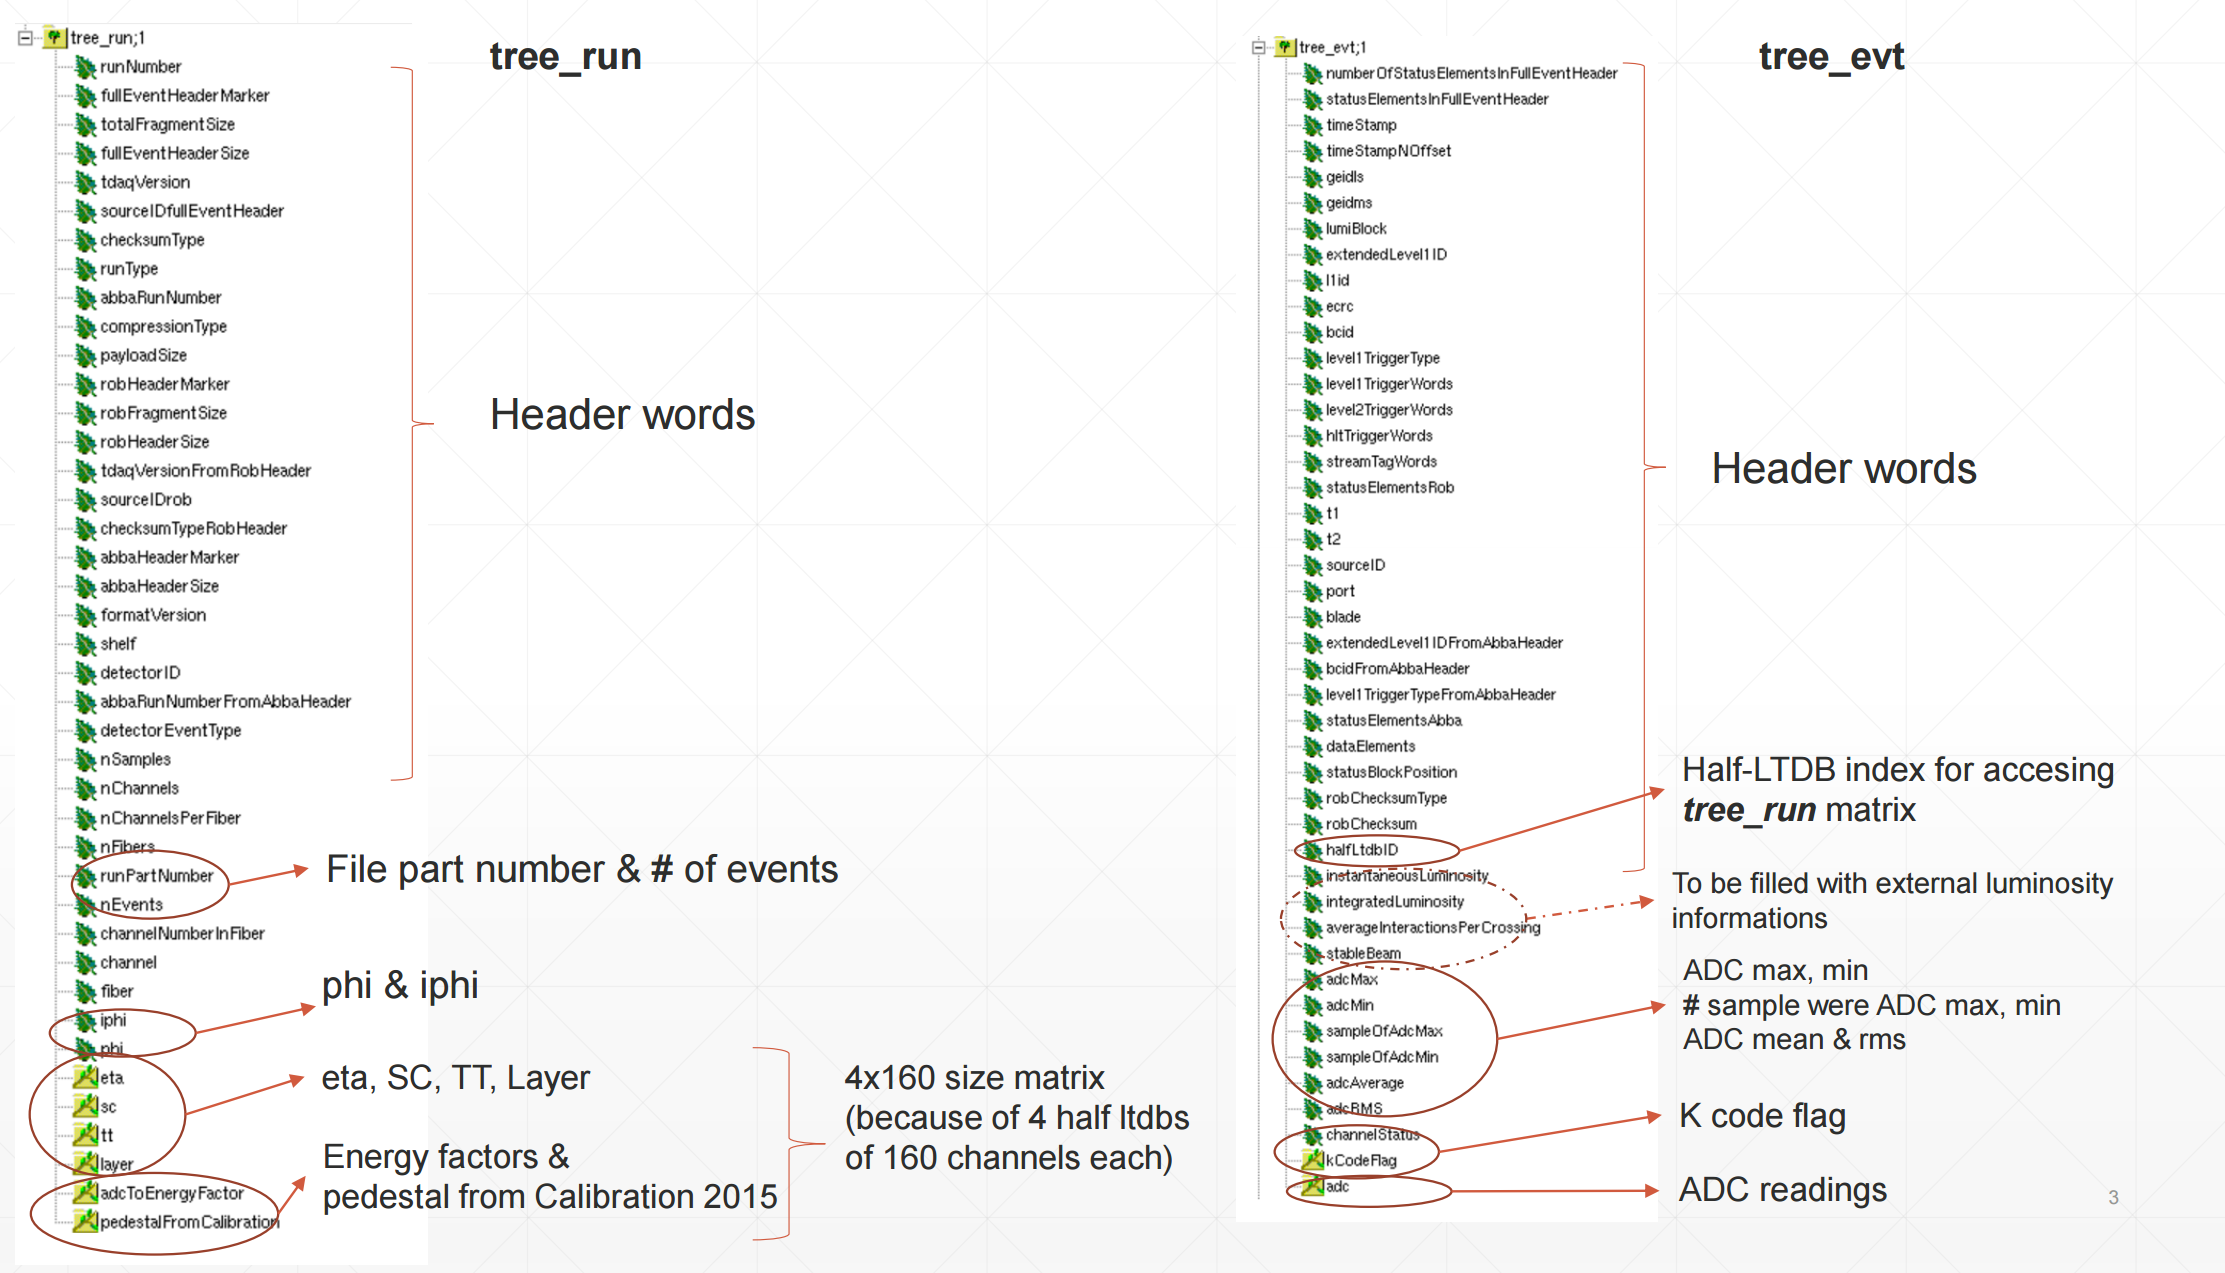 tree_run;1
runNumber
fullEventHeaderMarker
totalFragmentSize
fullEventHeaderSize
tdaqVersion
sourceIDfullEventHeader
checksumType
runType
abbaRunNumber
compressionType
payloadSize
robHeaderMarker
robFragmentSize
robHeaderSize
tdaqVersionFromRobHeader
sourceIDrob
checksumTypeRobHeader
abbaHeaderMarker
abbaHeaderSize
formatVersion
shelf
detectorID
abbaRunNumberFromAbbaHeader
detectorEventType
nSamples
nChannels
nChannelsPerFiber
nFibers
runPartNumber
nEvents
channelNumberInFiber
channel
fiber
iphi
phi
eta
sc
tt
layer
adcToEnergyFactor
pedestalFromCalibration
tree_run
Header words
File part number & # of events
phi & iphi
eta, SC, TT, Layer
Energy factors &
pedestal from Calibration 2015
4x160 size matrix
(because of 4 half ltdbs
of 160 channels each)
tree_evt;1
numberOfStatusElementsInFullEventHeader
statusElementsInFullEventHeader
timeStamp
timeStampNOffset
geidls
geidms
lumiBlock
extendedLevel1ID
l1id
ecrc
bcid
level1TriggerType
level1TriggerWords
level2TriggerWords
hltTriggerWords
streamTagWords
statusElementsRob
t1
t2
sourceID
port
blade
extendedLevel1IDFromAbbaHeader
bcidFromAbbaHeader
level1TriggerTypeFromAbbaHeader
statusElementsAbba
dataElements
statusBlockPosition
robChecksumType
robChecksum
halfLtdbID
instantaneousLuminosity
integratedLuminosity
averageInteractionsPerCrossing
stableBeam
adcMax
adcMin
sampleOfAdcMax
sampleOfAdcMin
adcAverage
adcRMS
channelStatus
kCodeFlag
adc
tree_evt
Header words
Half-LTDB index for accesing
tree_run matrix
To be filled with external luminosity
informations
ADC max, min
# sample were ADC max, min
ADC mean & rms
K code flag
ADC readings
3